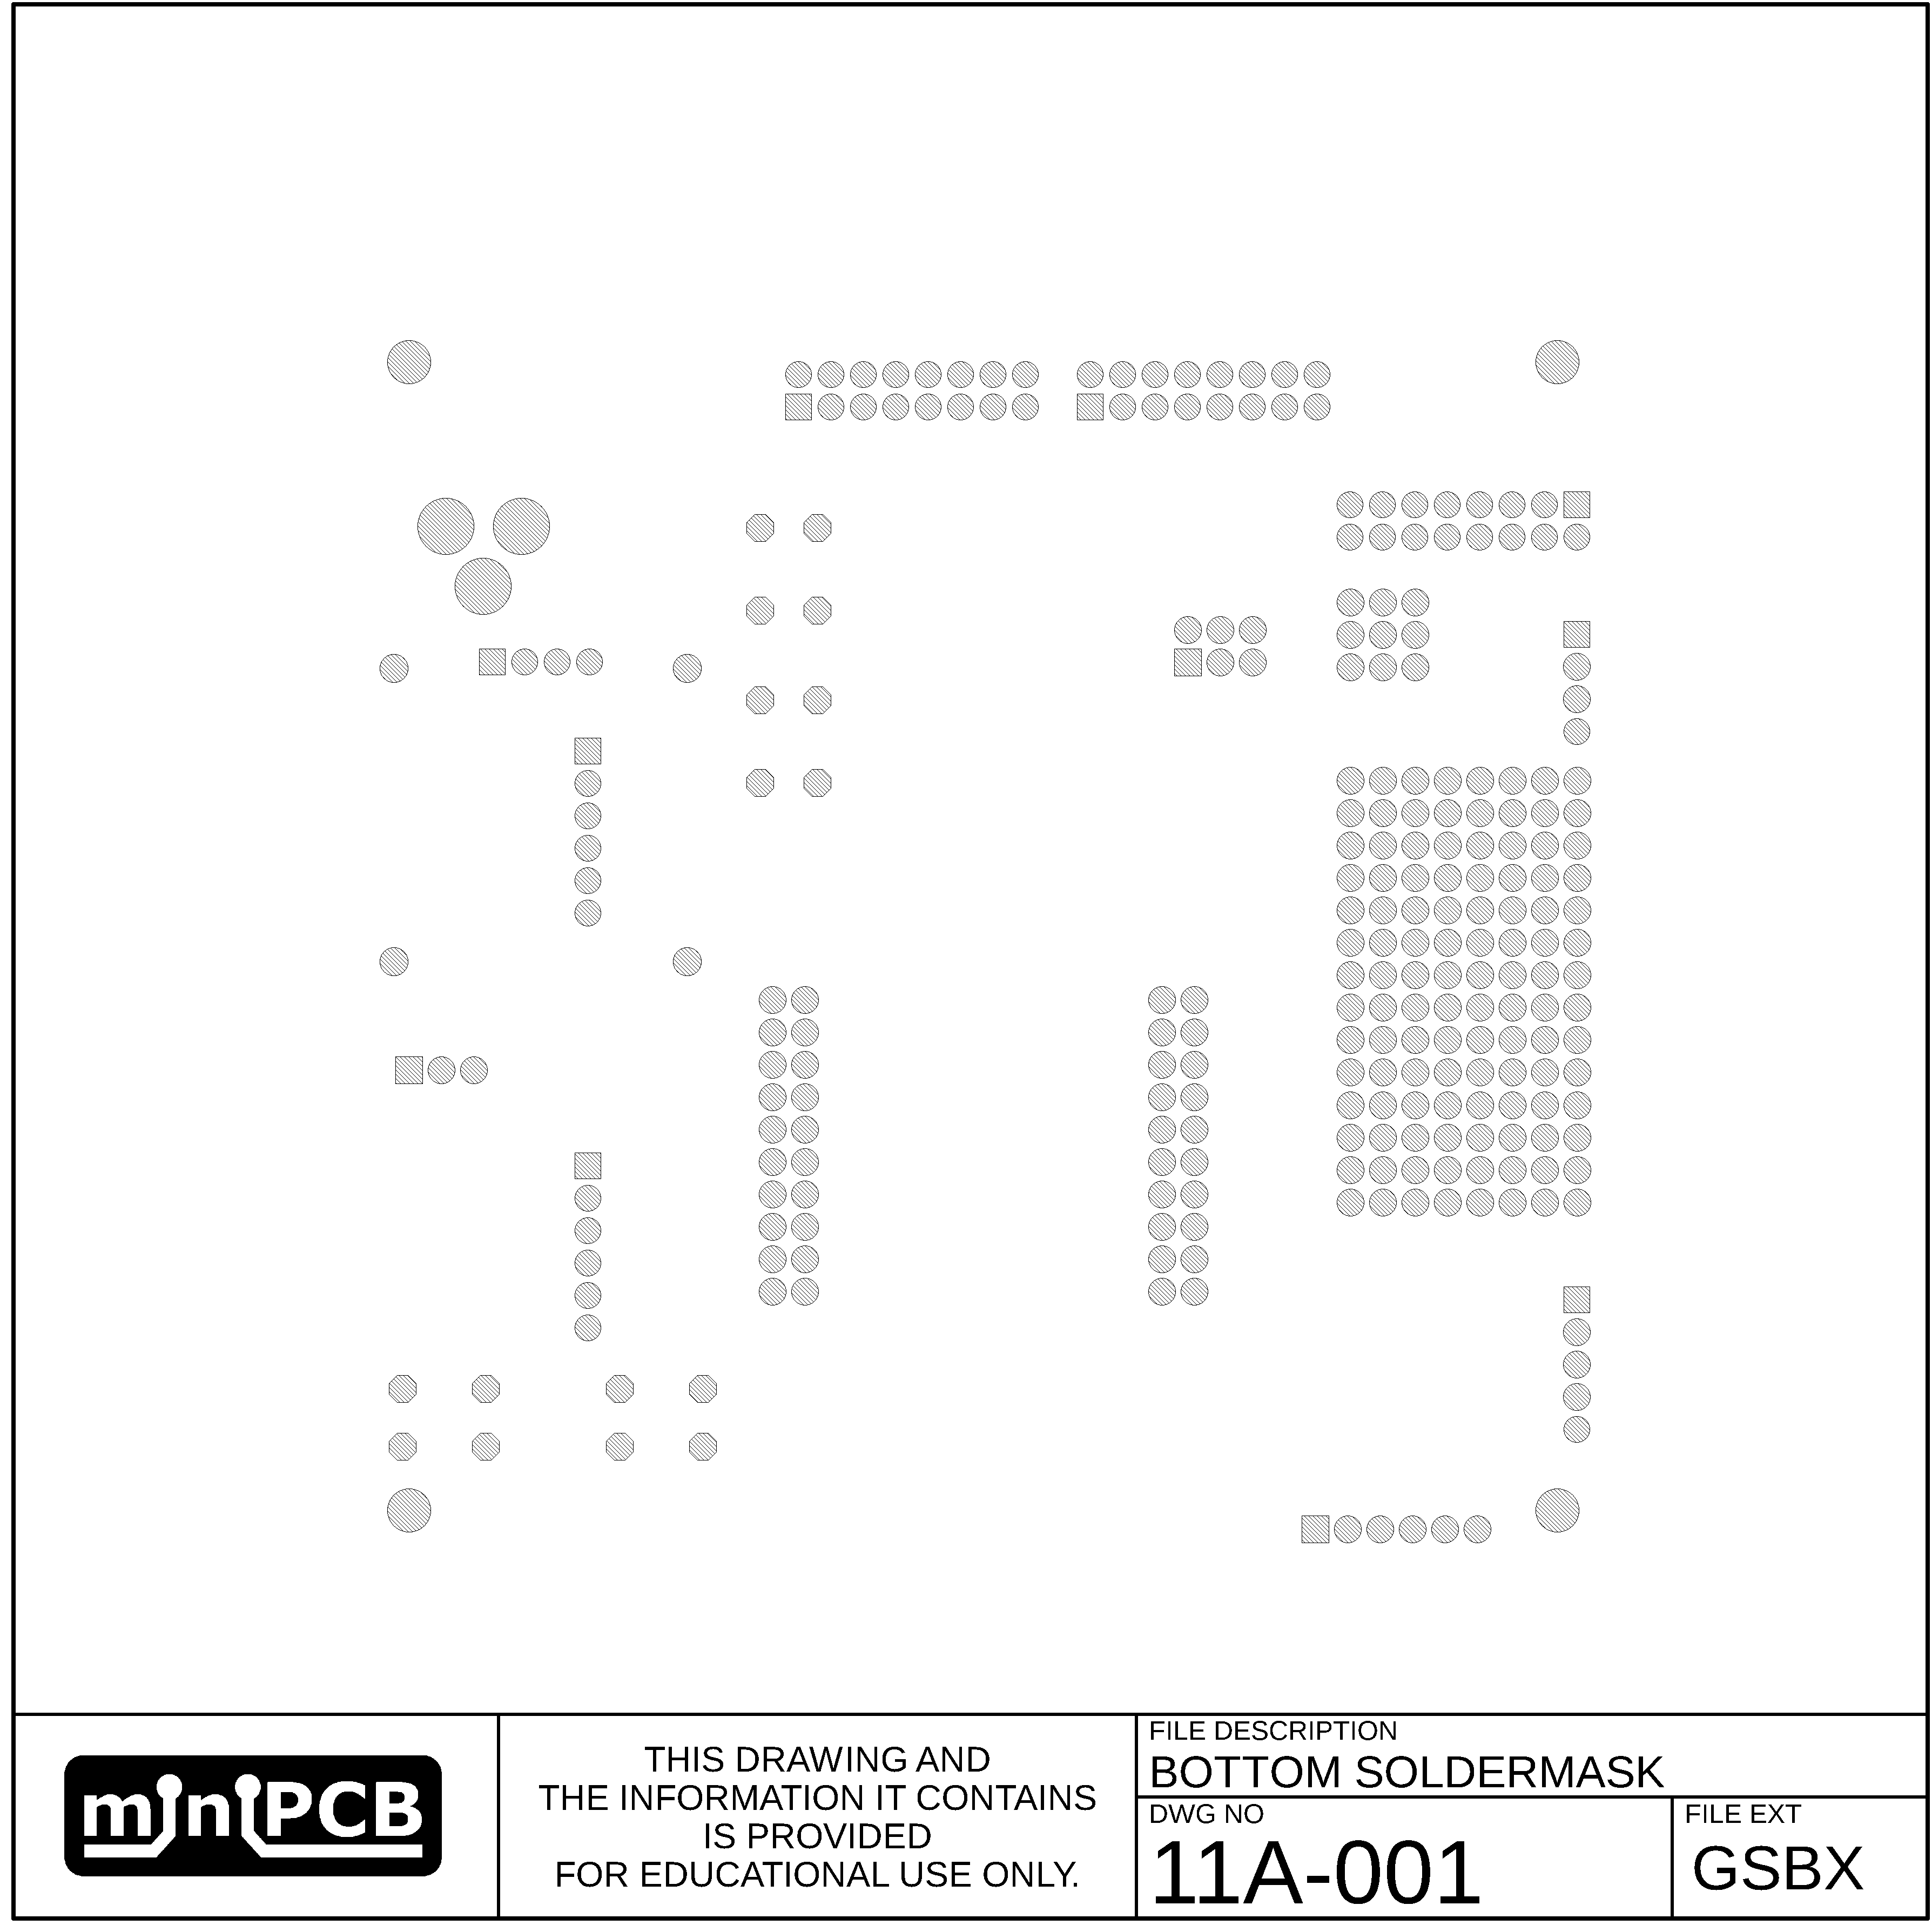 miniPCB
THIS DRAWING AND
THE INFORMATION IT CONTAINS
IS PROVIDED
FOR EDUCATIONAL USE ONLY.
FILE DESCRIPTION
BOTTOM SOLDERMASK
DWG NO
11A-001
FILE EXT
GSBX